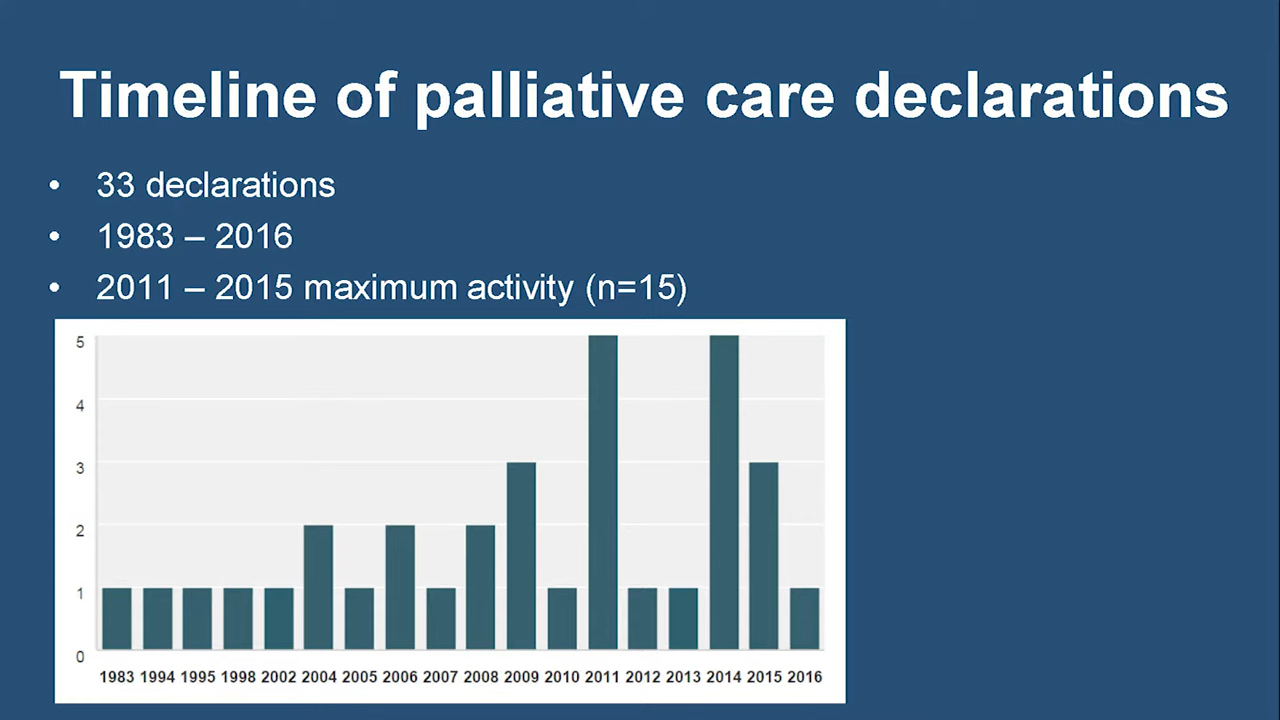 Timeline of palliative care declarations
• 33 declarations
• 1983 – 2016
• 2011 – 2015 maximum activity (n=15)
5
4
3
2
1
0
1983 1994 1995 1998 2002 2004 2005 2006 2007 2008 2009 2010 2011 2012 2013 2014 2015 2016